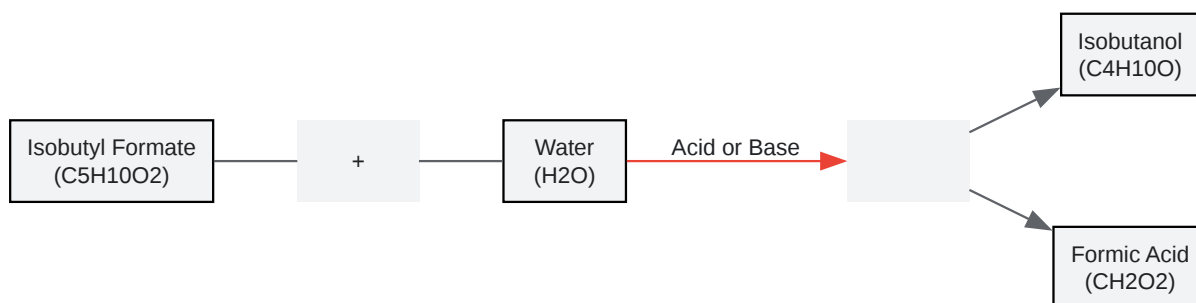 Isobutyl Formate
(C5H10O2)
+
Water
(H2O)
Acid or Base
Isobutanol
(C4H10O)
Formic Acid
(CH2O2)